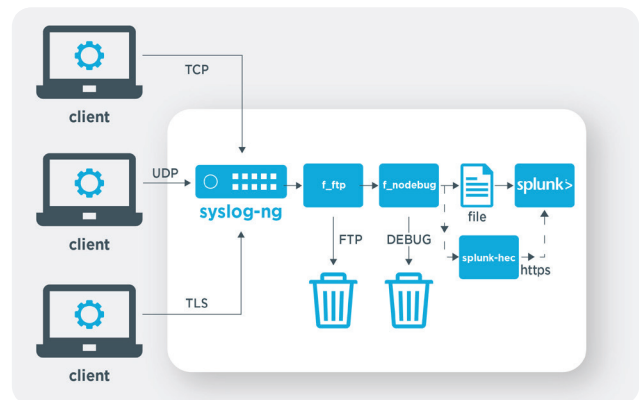 TCP
client
UDP
syslog-ng
f_ftp
f_nodebug
file
splunk>
client
FTP
DEBUG
splunk-hec
https
TLS
client